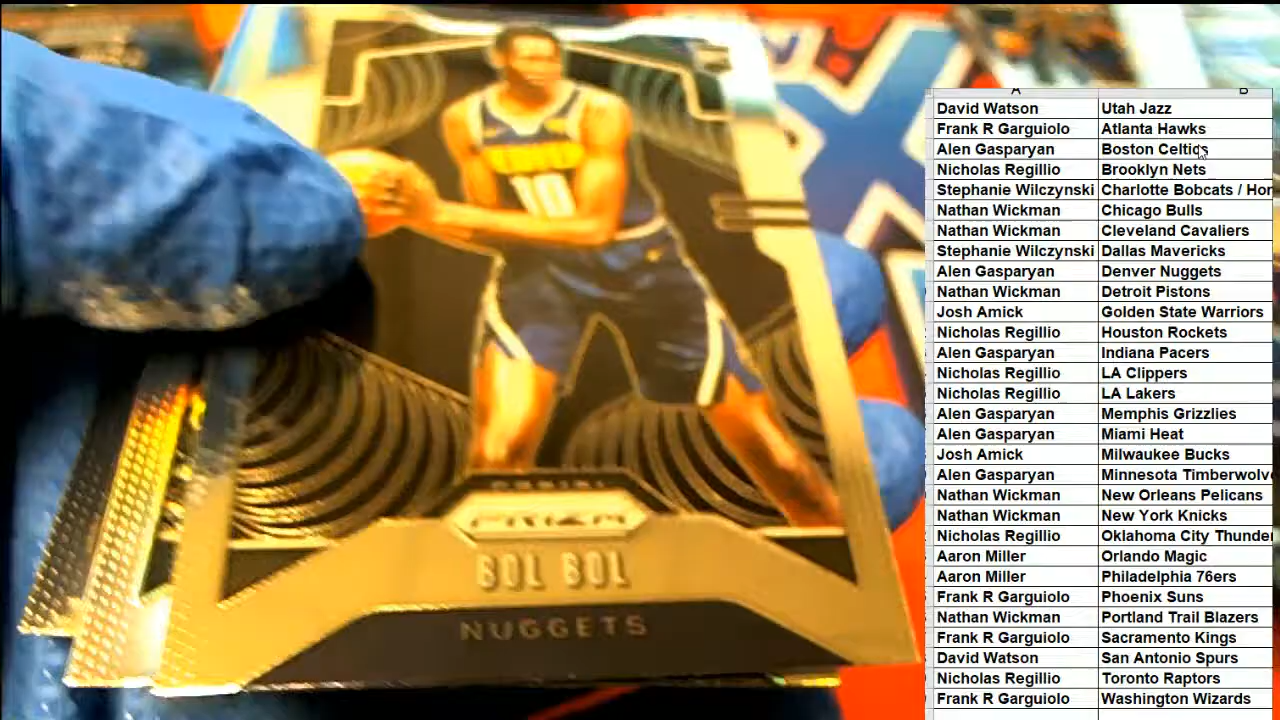 10
PANINI
PRIZM
BOL BOL
NUGGETS
A B
David Watson Utah Jazz
Frank R Garguiolo Atlanta Hawks
Alen Gasparyan Boston Celtics
Nicholas Regillio Brooklyn Nets
Stephanie Wilczynski Charlotte Bobcats / Hor
Nathan Wickman Chicago Bulls
Nathan Wickman Cleveland Cavaliers
Stephanie Wilczynski Dallas Mavericks
Alen Gasparyan Denver Nuggets
Nathan Wickman Detroit Pistons
Josh Amick Golden State Warriors
Nicholas Regillio Houston Rockets
Alen Gasparyan Indiana Pacers
Nicholas Regillio LA Clippers
Nicholas Regillio LA Lakers
Alen Gasparyan Memphis Grizzlies
Alen Gasparyan Miami Heat
Josh Amick Milwaukee Bucks
Alen Gasparyan Minnesota Timberwolve
Nathan Wickman New Orleans Pelicans
Nathan Wickman New York Knicks
Nicholas Regillio Oklahoma City Thunder
Aaron Miller Orlando Magic
Aaron Miller Philadelphia 76ers
Frank R Garguiolo Phoenix Suns
Nathan Wickman Portland Trail Blazers
Frank R Garguiolo Sacramento Kings
David Watson San Antonio Spurs
Nicholas Regillio Toronto Raptors
Frank R Garguiolo Washington Wizards